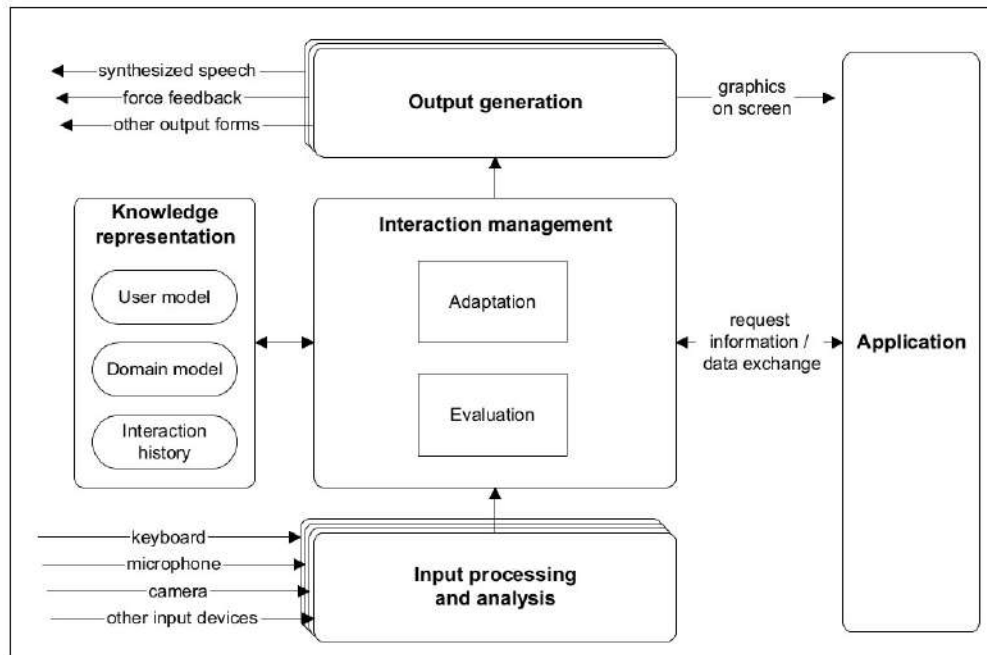 synthesized speech
force feedback
other output forms
Output generation
graphics
on screen
Knowledge
representation
User model
Domain model
Interaction
history
Interaction management
Adaptation
Evaluation
request
information /
data exchange
Application
keyboard
microphone
camera
other input devices
Input processing
and analysis